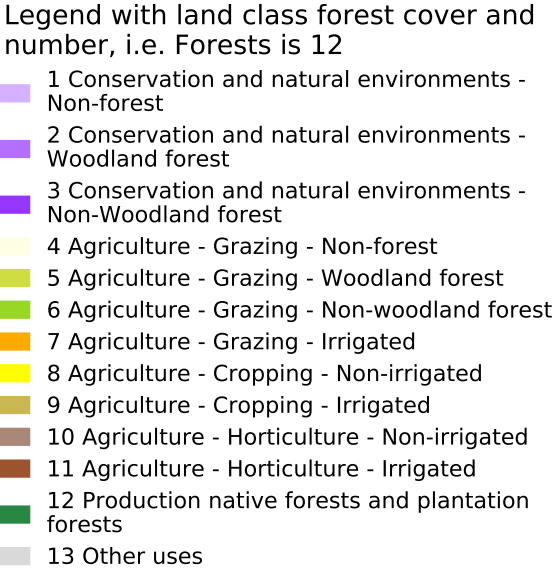 Legend with land class forest cover and
number, i.e. Forests is 12
1 Conservation and natural environments -
Non-forest
2 Conservation and natural environments -
Woodland forest
3 Conservation and natural environments -
Non-Woodland forest
4 Agriculture - Grazing - Non-forest
5 Agriculture - Grazing - Woodland forest
6 Agriculture - Grazing - Non-woodland forest
7 Agriculture - Grazing - Irrigated
8 Agriculture - Cropping - Non-irrigated
9 Agriculture - Cropping - Irrigated
10 Agriculture - Horticulture - Non-irrigated
11 Agriculture - Horticulture - Irrigated
12 Production native forests and plantation
forests
13 Other uses